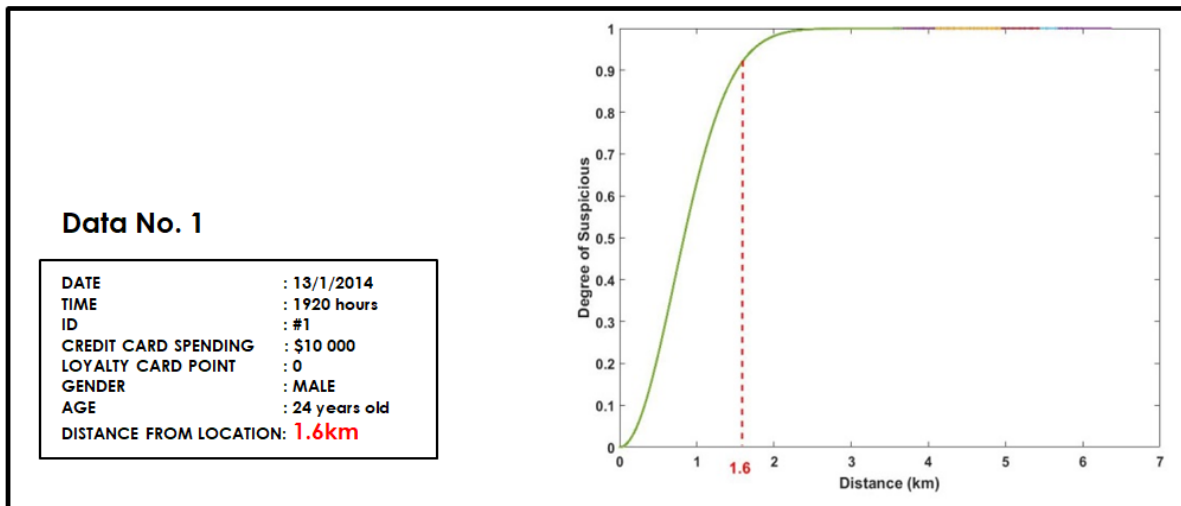 Data No. 1
DATE : 13/1/2014
TIME : 1920 hours
ID : #1
CREDIT CARD SPENDING : $10 000
LOYALTY CARD POINT : 0
GENDER : MALE
AGE : 24 years old
DISTANCE FROM LOCATION: 1.6km
Degree of Suspicious
1
0.9
0.8
0.7
0.6
0.5
0.4
0.3
0.2
0.1
0
0 1 2 3 4 5 6 7
1.6
Distance (km)